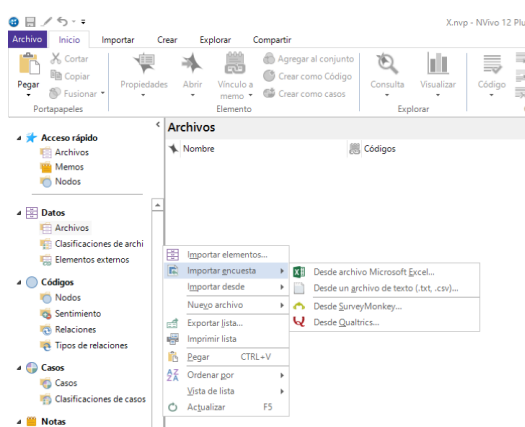 X.nvp - NVivo 12 Plu
Archivo Inicio Importar Crear Explorar Compartir
Pegar
Cortar
Copiar
Fusionar
Portapapeles
Propiedades
Abrir
Vínculo a memo
Agregar al conjunto
Crear como Código
Crear como casos
Elemento
Consulta
Visualizar
Explorar
Código
Acceso rápido
Archivos
Memos
Nodos
Datos
Archivos
Clasificaciones de archi
Elementos externos
Códigos
Nodos
Sentimiento
Relaciones
Tipos de relaciones
Casos
Casos
Clasificaciones de casos
Notas
Archivos
Nombre Códigos
Importar elementos...
Importar encuesta
Importar desde
Nuevo archivo
Exportar lista...
Imprimir lista
Pegar CTRL+V
Ordenar por
Vista de lista
Actualizar F5
Desde archivo Microsoft Excel...
Desde un archivo de texto (.txt, .csv)...
Desde SurveyMonkey...
Desde Qualtrics...